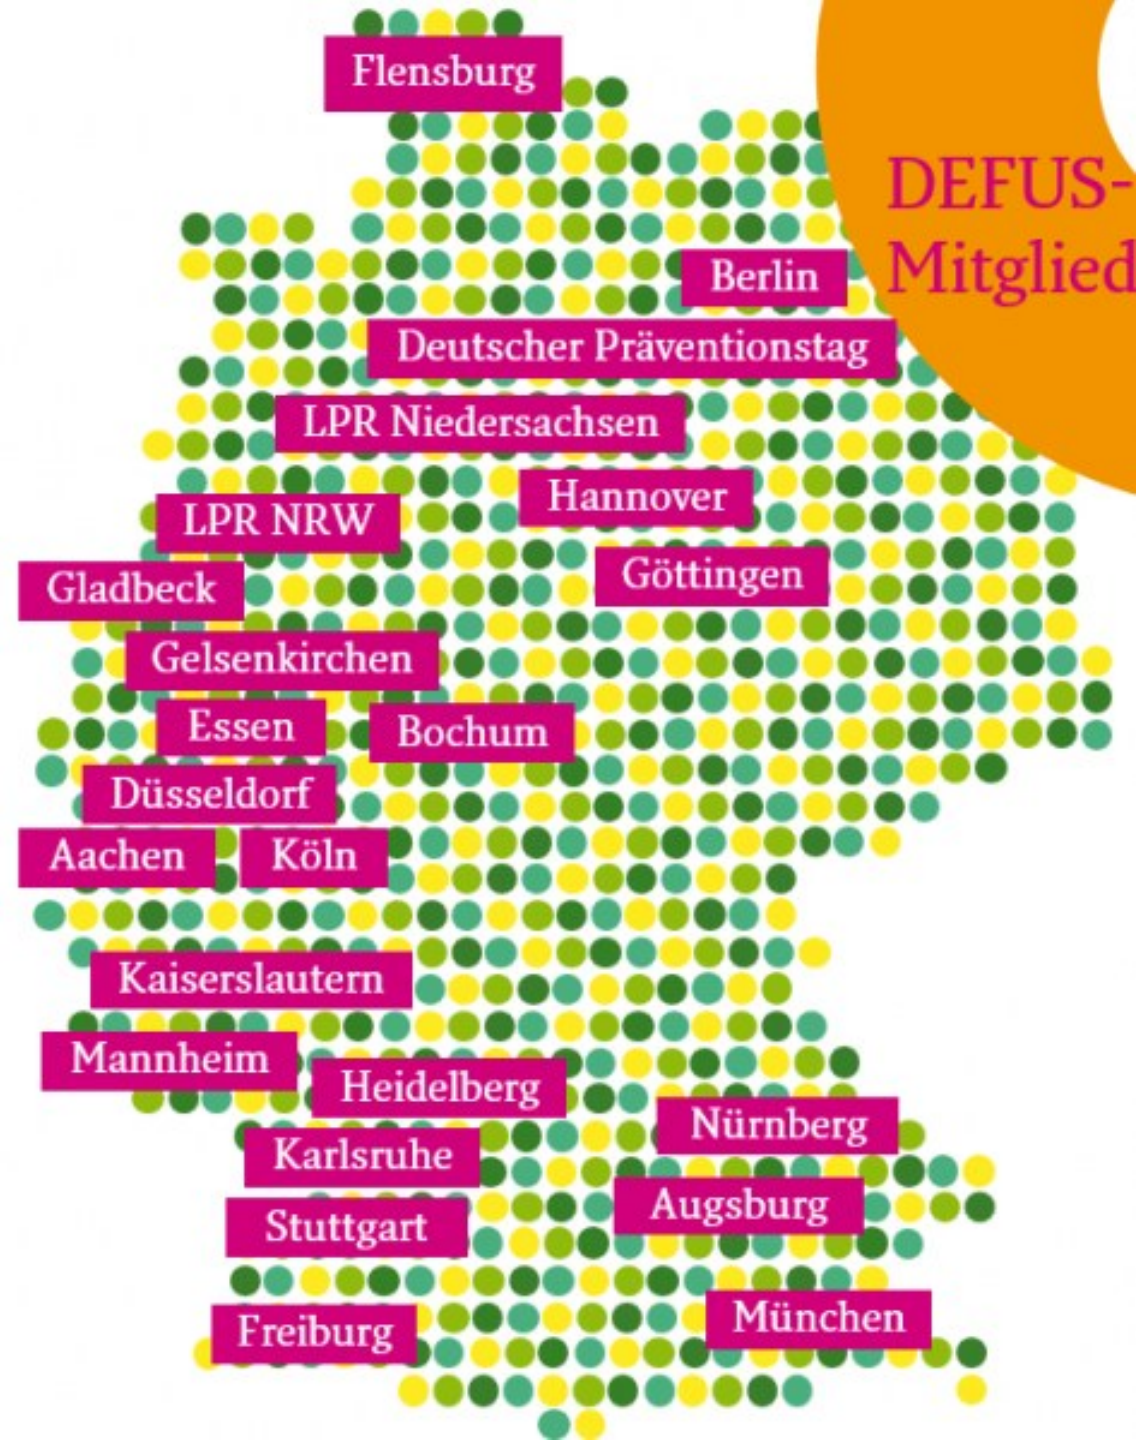 Flensburg
DEFUS-
Mitglied
Berlin
Deutscher Präventionstag
LPR Niedersachsen
Hannover
LPR NRW
Göttingen
Gladbeck
Gelsenkirchen
Essen
Bochum
Düsseldorf
Aachen
Köln
Kaiserslautern
Mannheim
Heidelberg
Nürnberg
Karlsruhe
Augsburg
Stuttgart
München
Freiburg